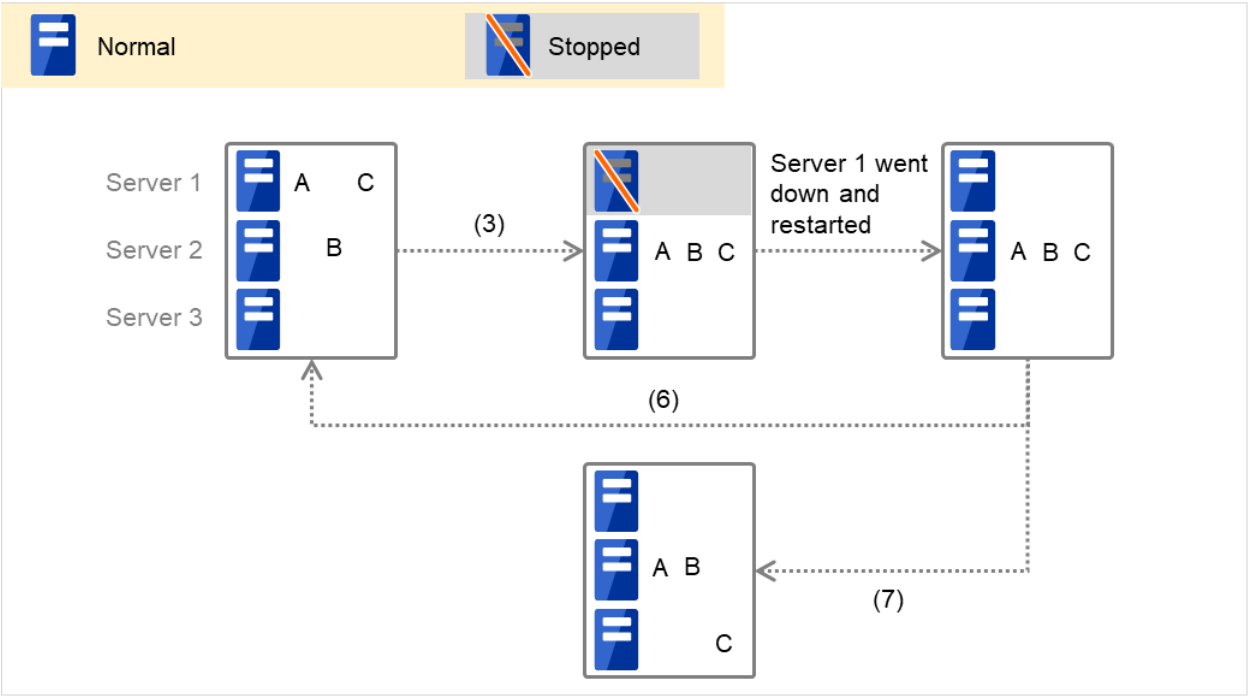 Normal
Stopped
Server 1
A C
Server 2
B
Server 3
(3)
A B C
Server 1 went
down and
restarted
A B C
(6)
A B
C
(7)